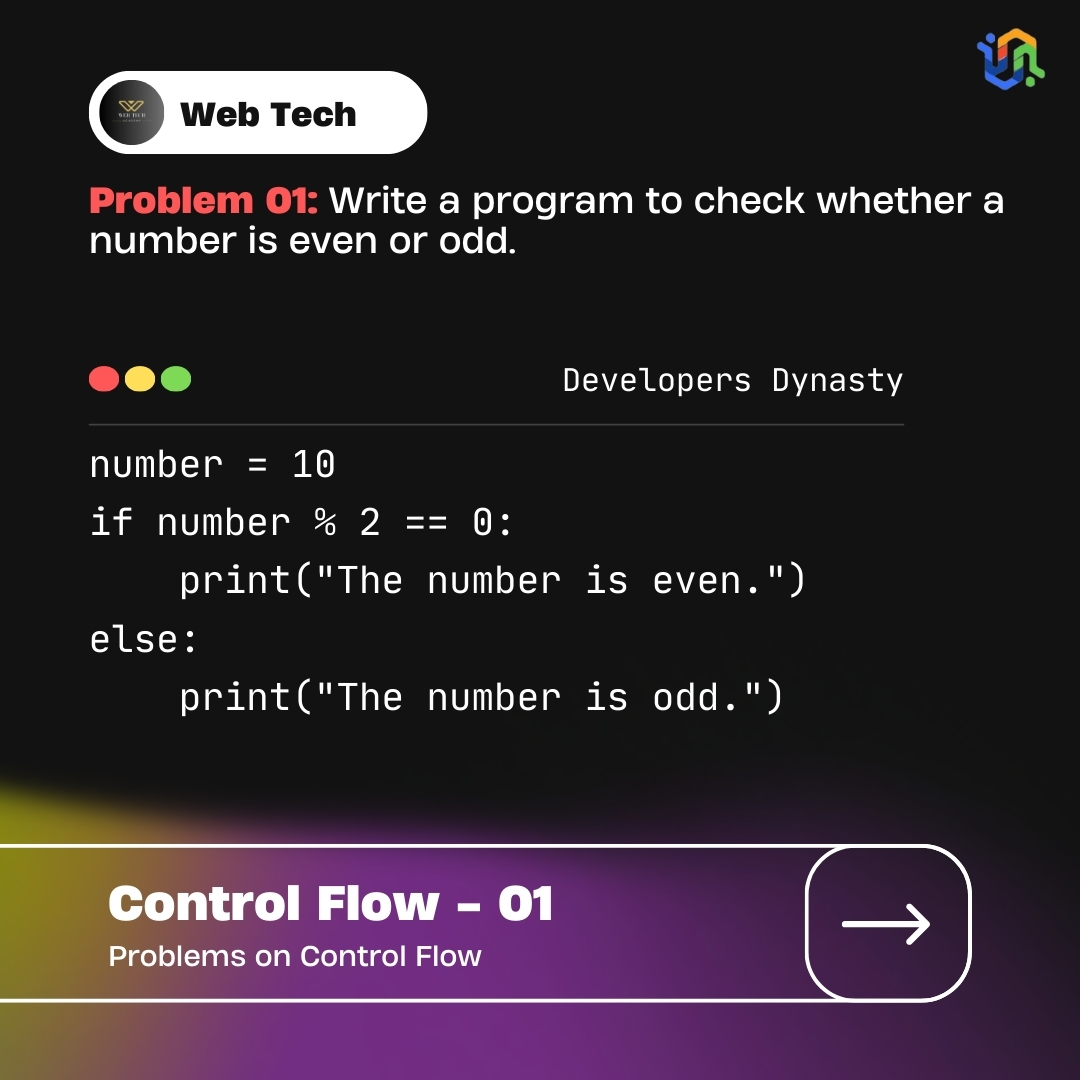 WEB TECH
Web Tech
Problem 01: Write a program to check whether a
number is even or odd.
Developers Dynasty
number = 10
if number % 2 == 0:
    print("The number is even.")
else:
    print("The number is odd.")
Control Flow - 01
Problems on Control Flow